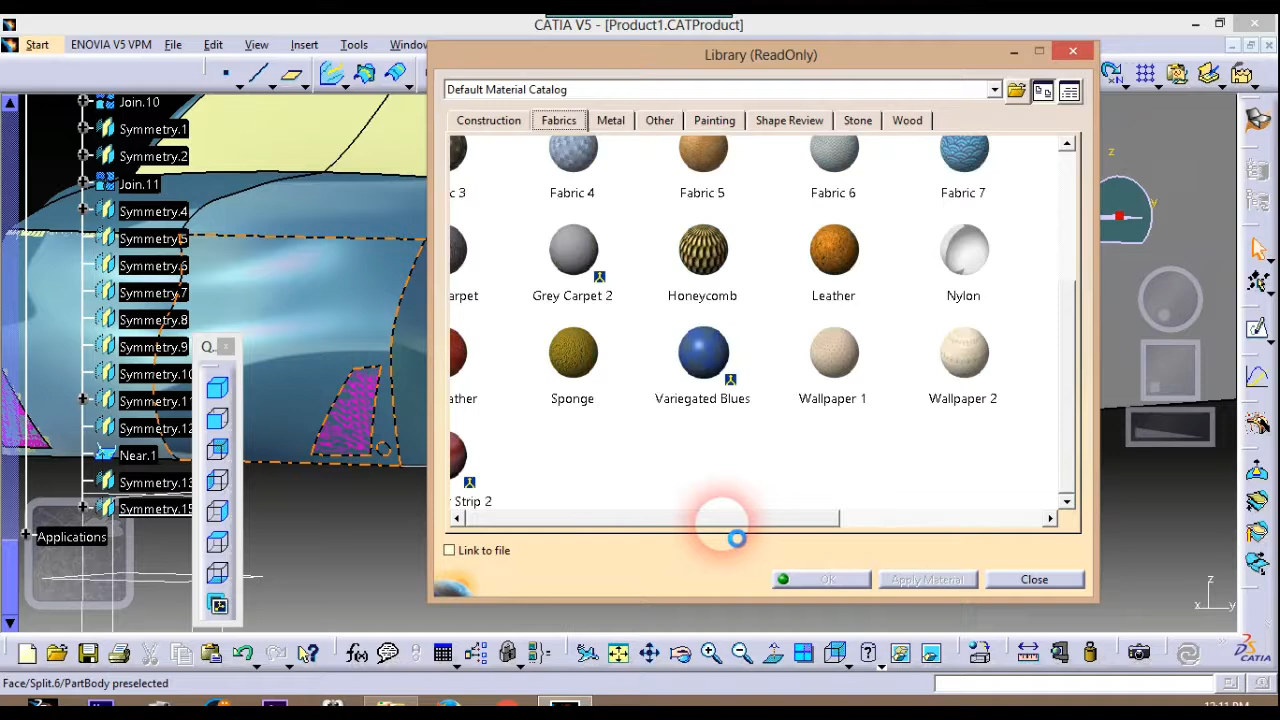 CATIA V5 - [Product1.CATProduct]
Start ENOVIA V5 VPM File Edit View Insert Tools Window
Library (ReadOnly)
Default Material Catalog
Construction Fabrics Metal Other Painting Shape Review Stone Wood
c 3 Fabric 4 Fabric 5 Fabric 6 Fabric 7
arpet Grey Carpet 2 Honeycomb Leather Nylon
ather Sponge Variegated Blues Wallpaper 1 Wallpaper 2
Strip 2
Link to file
OK Apply Material Close
Join.10
Symmetry.1
Symmetry.2
Join.11
Symmetry.4
Symmetry.5
Symmetry.6
Symmetry.7
Symmetry.8
Symmetry.9
Symmetry.10
Symmetry.11
Symmetry.12
Near.1
Symmetry.13
Symmetry.15
Applications
Q...
z
y
z
x y
f(x)
CATIA
Face/Split.6/PartBody preselected
12:11 PM